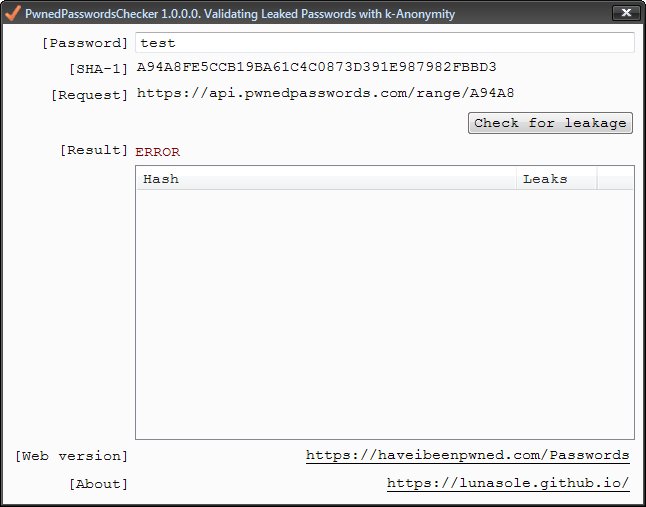 PwnedPasswordsChecker 1.0.0.0. Validating Leaked Passwords with k-Anonymity
[Password] test
[SHA-1] A94A8FE5CCB19BA61C4C0873D391E987982FBBD3
[Request] https://api.pwnedpasswords.com/range/A94A8
Check for leakage
[Result] ERROR
Hash Leaks
[Web version] https://haveibeenpwned.com/Passwords
[About] https://lunasole.github.io/